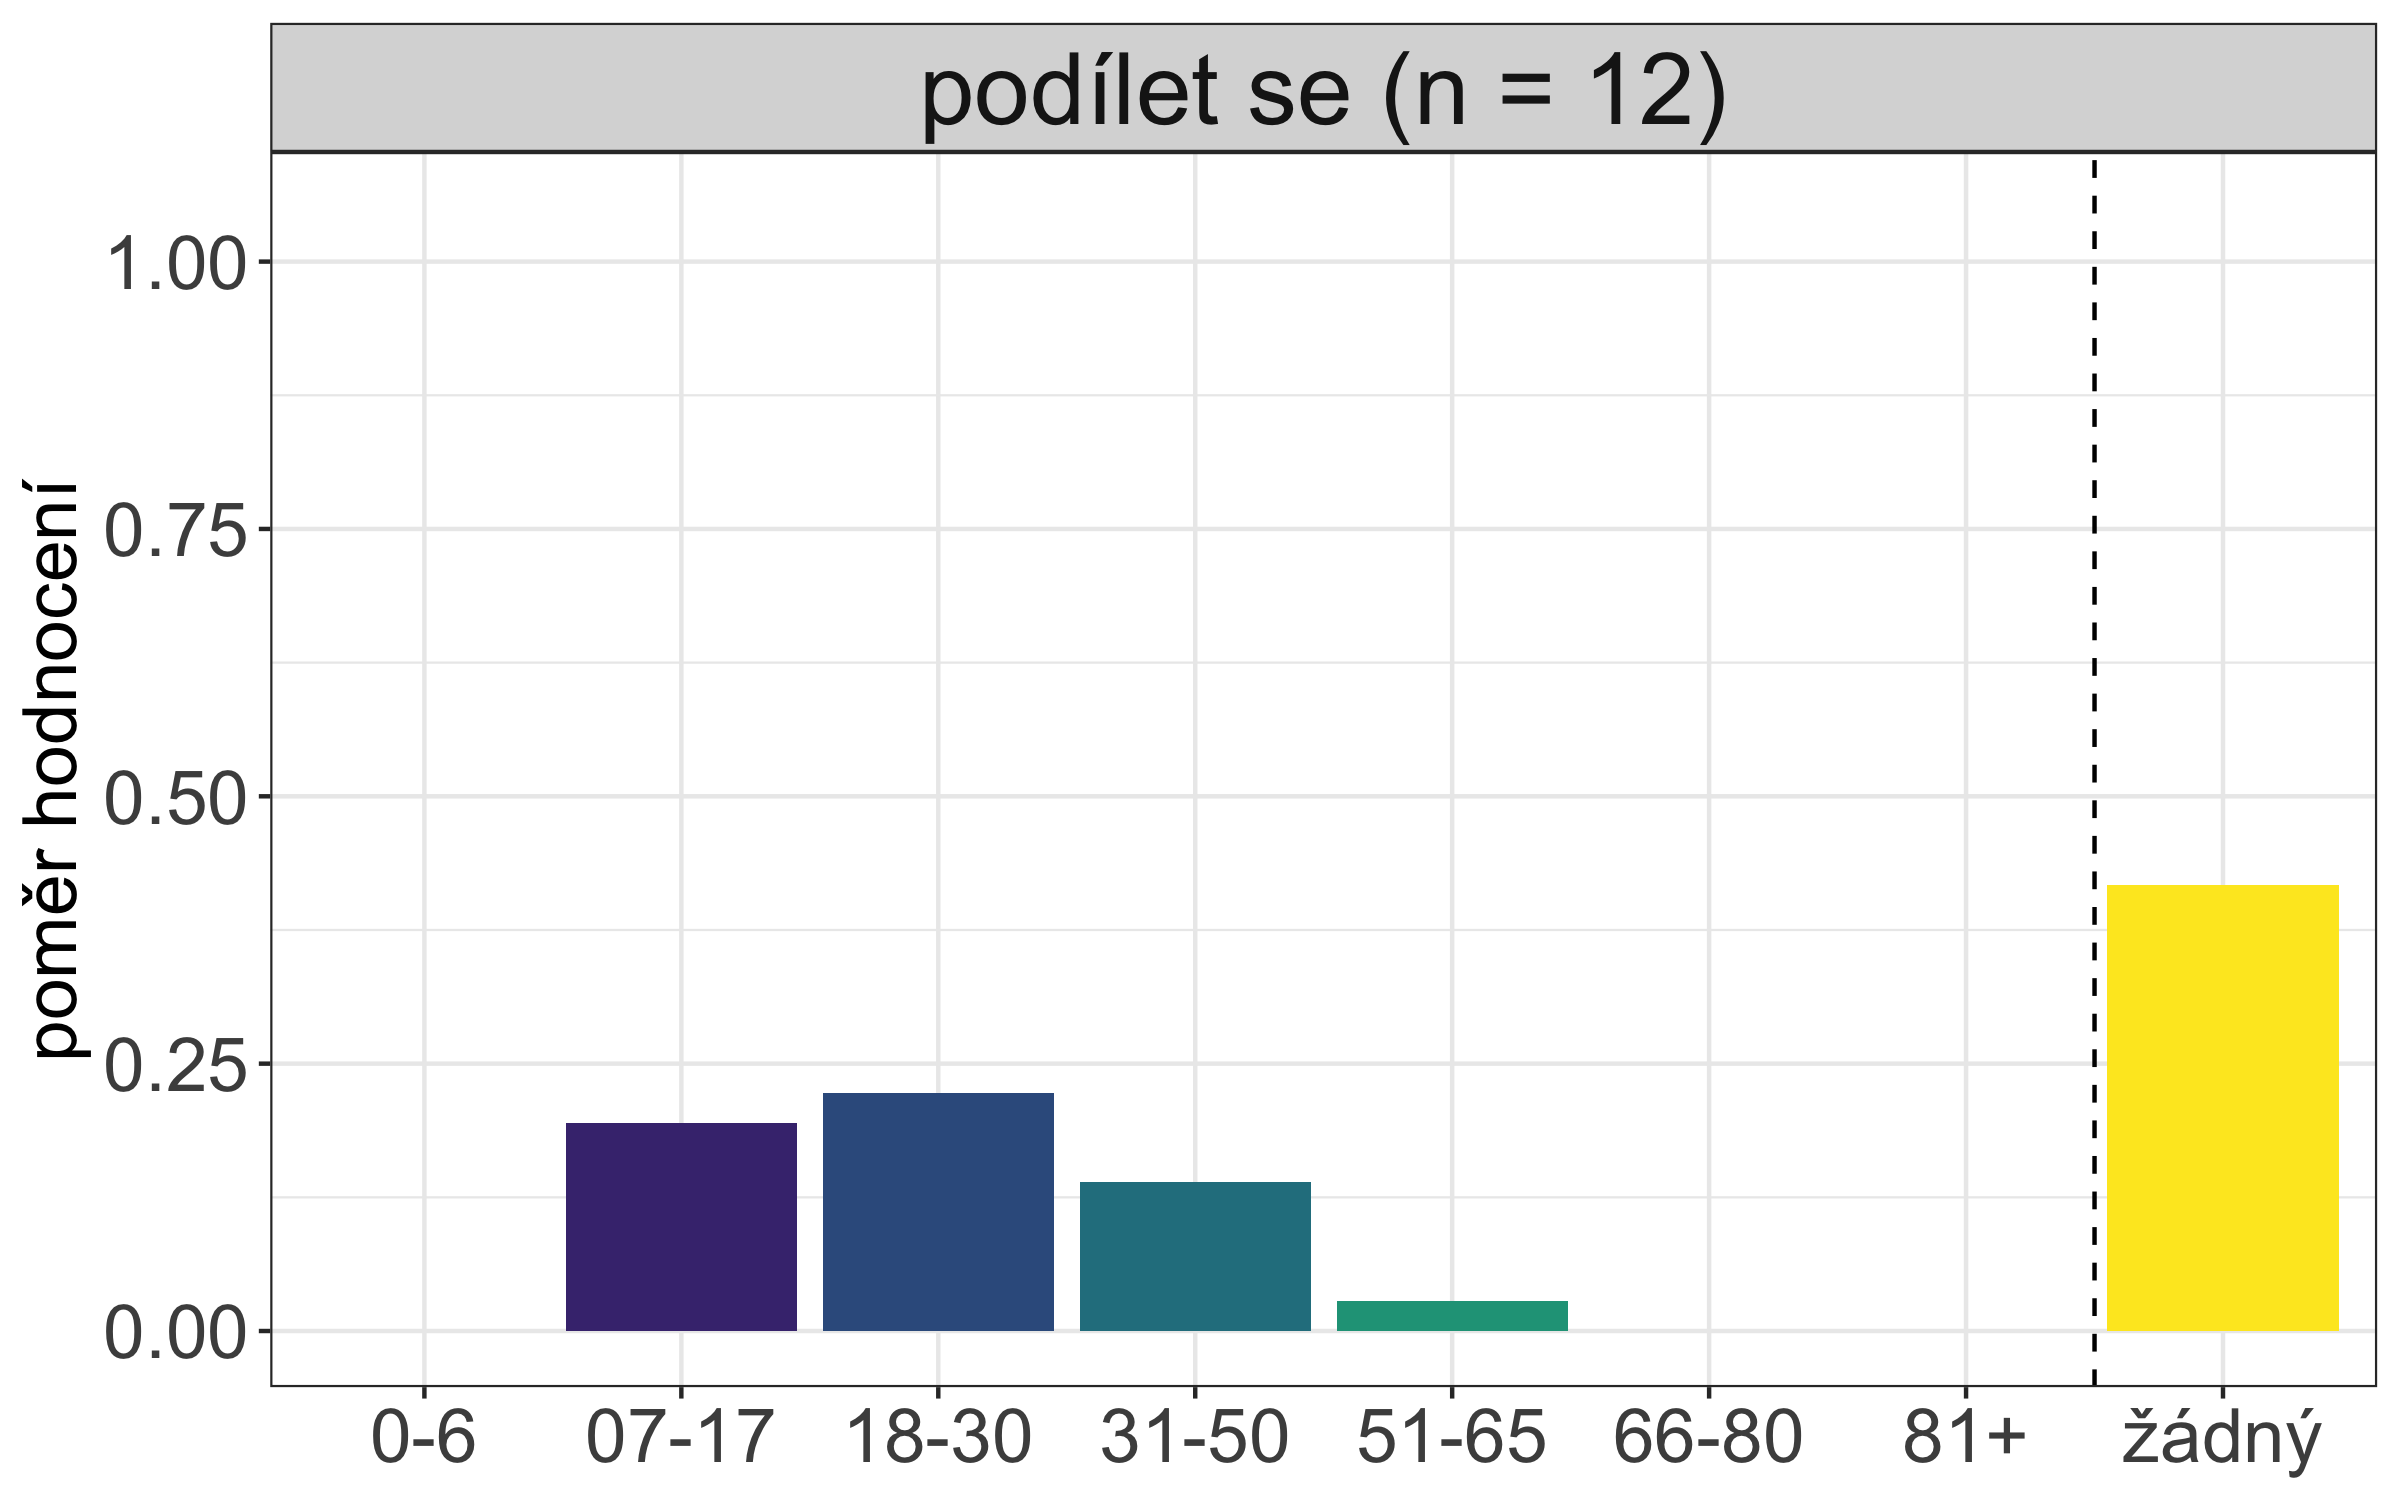 podílet se (n = 12)
poměr hodnocení
1.00
0.75
0.50
0.25
0.00
0-6 07-17 18-30 31-50 51-65 66-80 81+ žádný